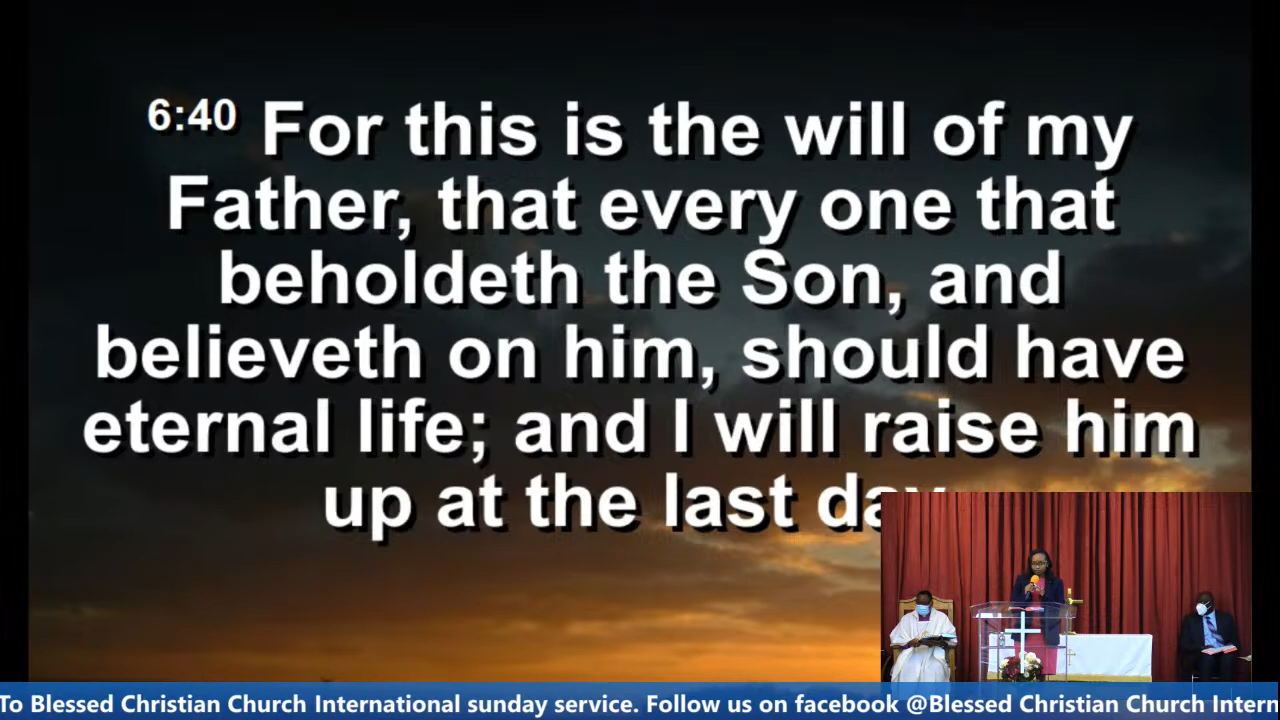 6:40 For this is the will of my
Father, that every one that
beholdeth the Son, and
believeth on him, should have
eternal life; and I will raise him
up at the last day
To Blessed Christian Church International sunday service. Follow us on facebook @Blessed Christian Church Intern